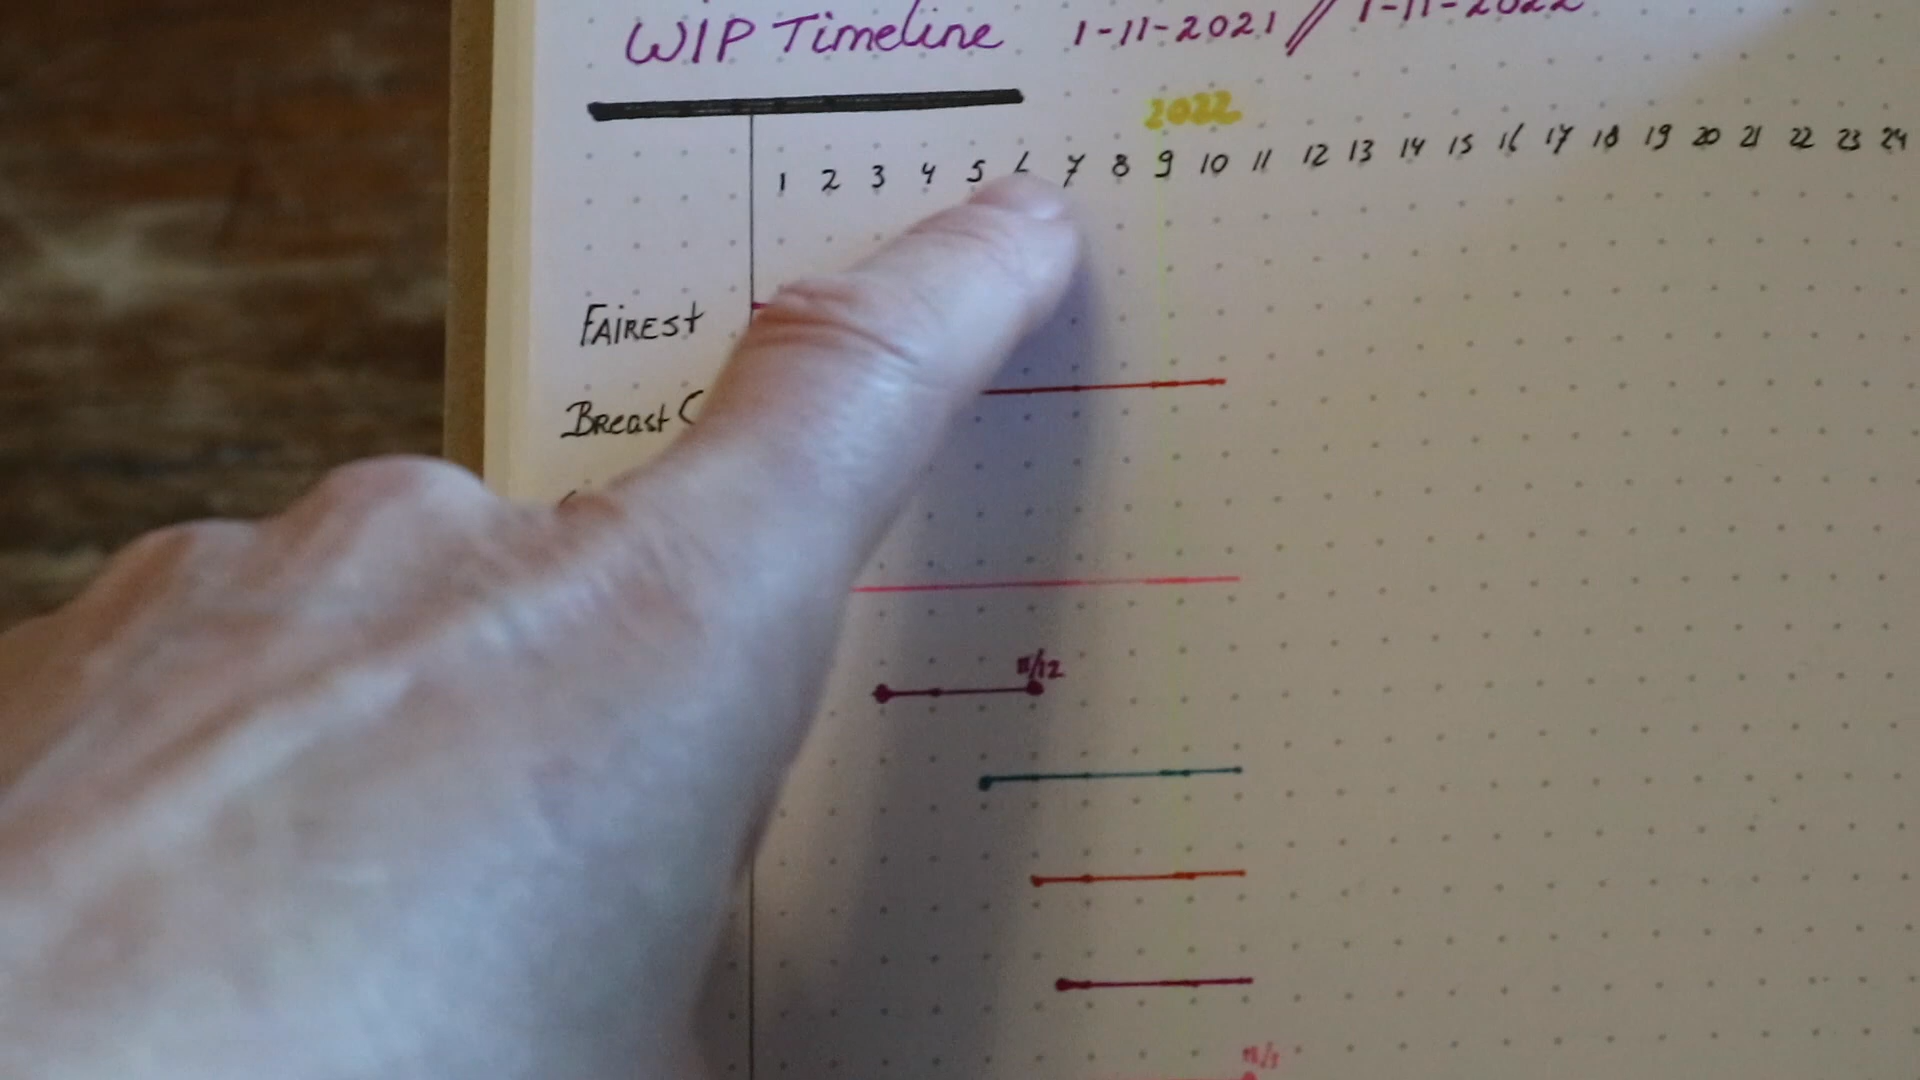 WIP Timeline 1-11-2021 // 1-11-2022
2022
1 2 3 4 5 6 7 8 9 10 11 12 13 14 15 16 17 18 19 20 21 22 23 24
FAIREST
Breast C
11/12